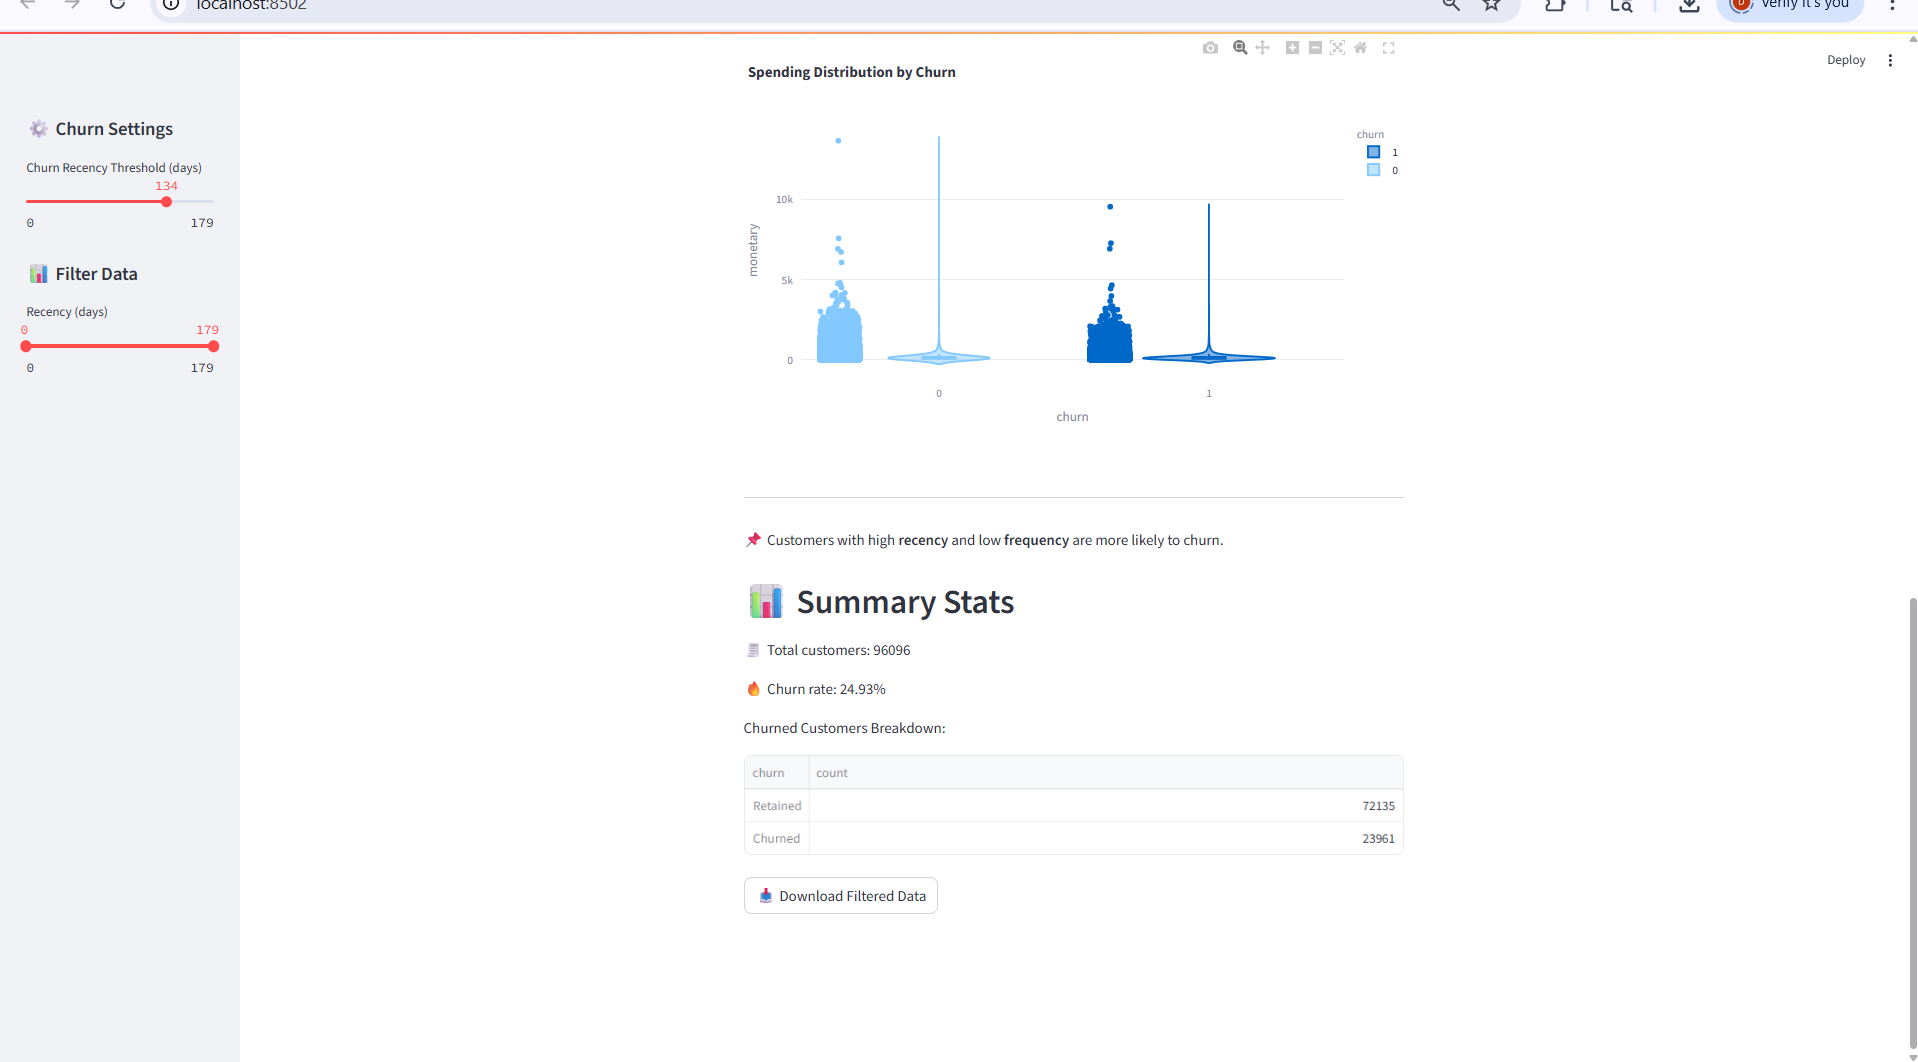 localhost:8502
Verify it's you
Deploy
Churn Settings
Churn Recency Threshold (days)
134
0 179
Filter Data
Recency (days)
0 179
0 179
Spending Distribution by Churn
churn
1
0
10k
5k
0
monetary
0 1
churn
Customers with high recency and low frequency are more likely to churn.
Summary Stats
Total customers: 96096
Churn rate: 24.93%
Churned Customers Breakdown:
churn count
Retained 72135
Churned 23961
Download Filtered Data